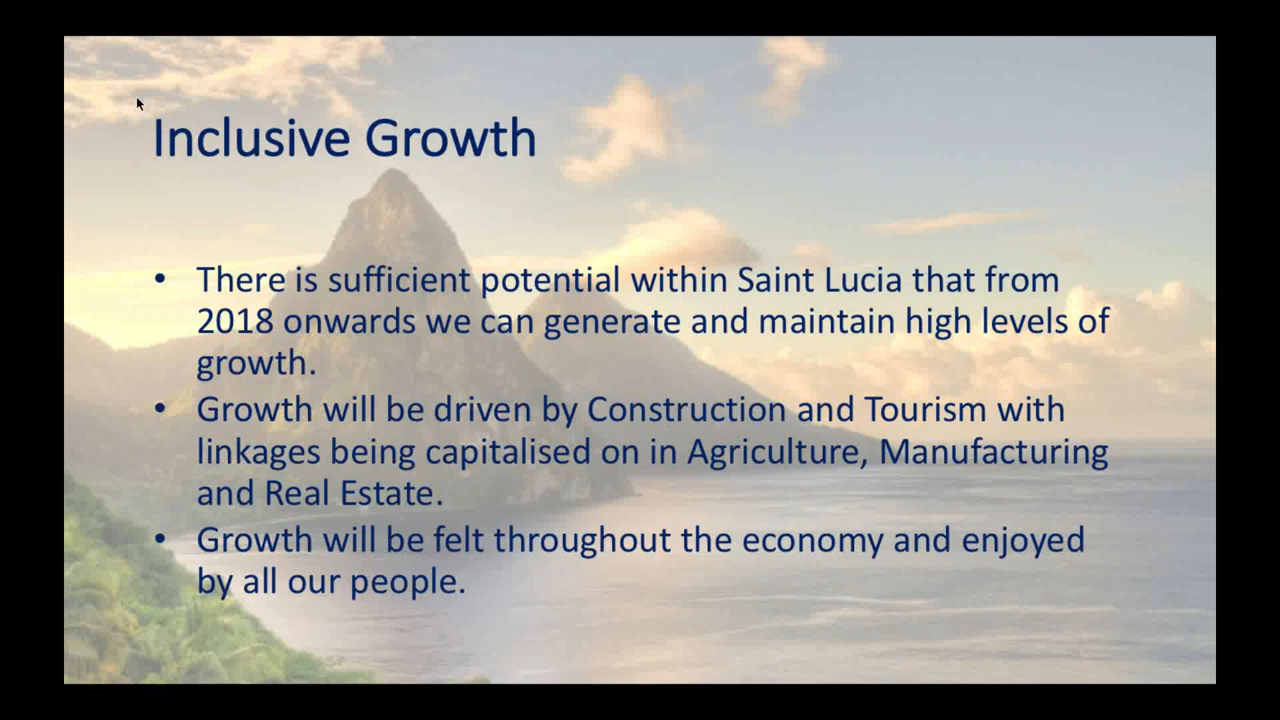 Inclusive Growth
• There is sufficient potential within Saint Lucia that from
2018 onwards we can generate and maintain high levels of
growth.
• Growth will be driven by Construction and Tourism with
linkages being capitalised on in Agriculture, Manufacturing
and Real Estate.
• Growth will be felt throughout the economy and enjoyed
by all our people.